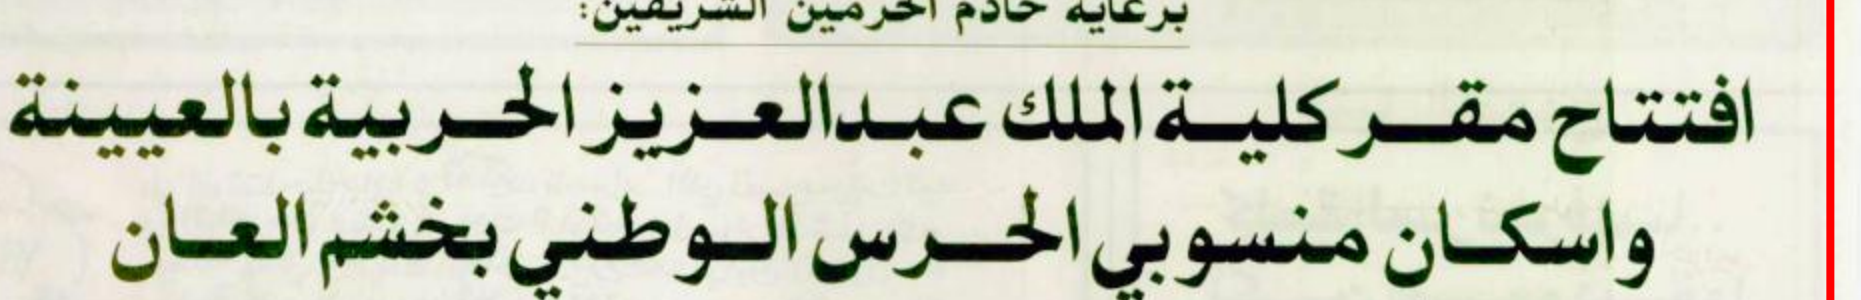 برعاية خادم الحرمين الشريفين:
افتتاح مقر كلية الملك عبدالعزيز الحربية بالعيينة
واسكان منسوبي الحرس الوطني بخشم العان